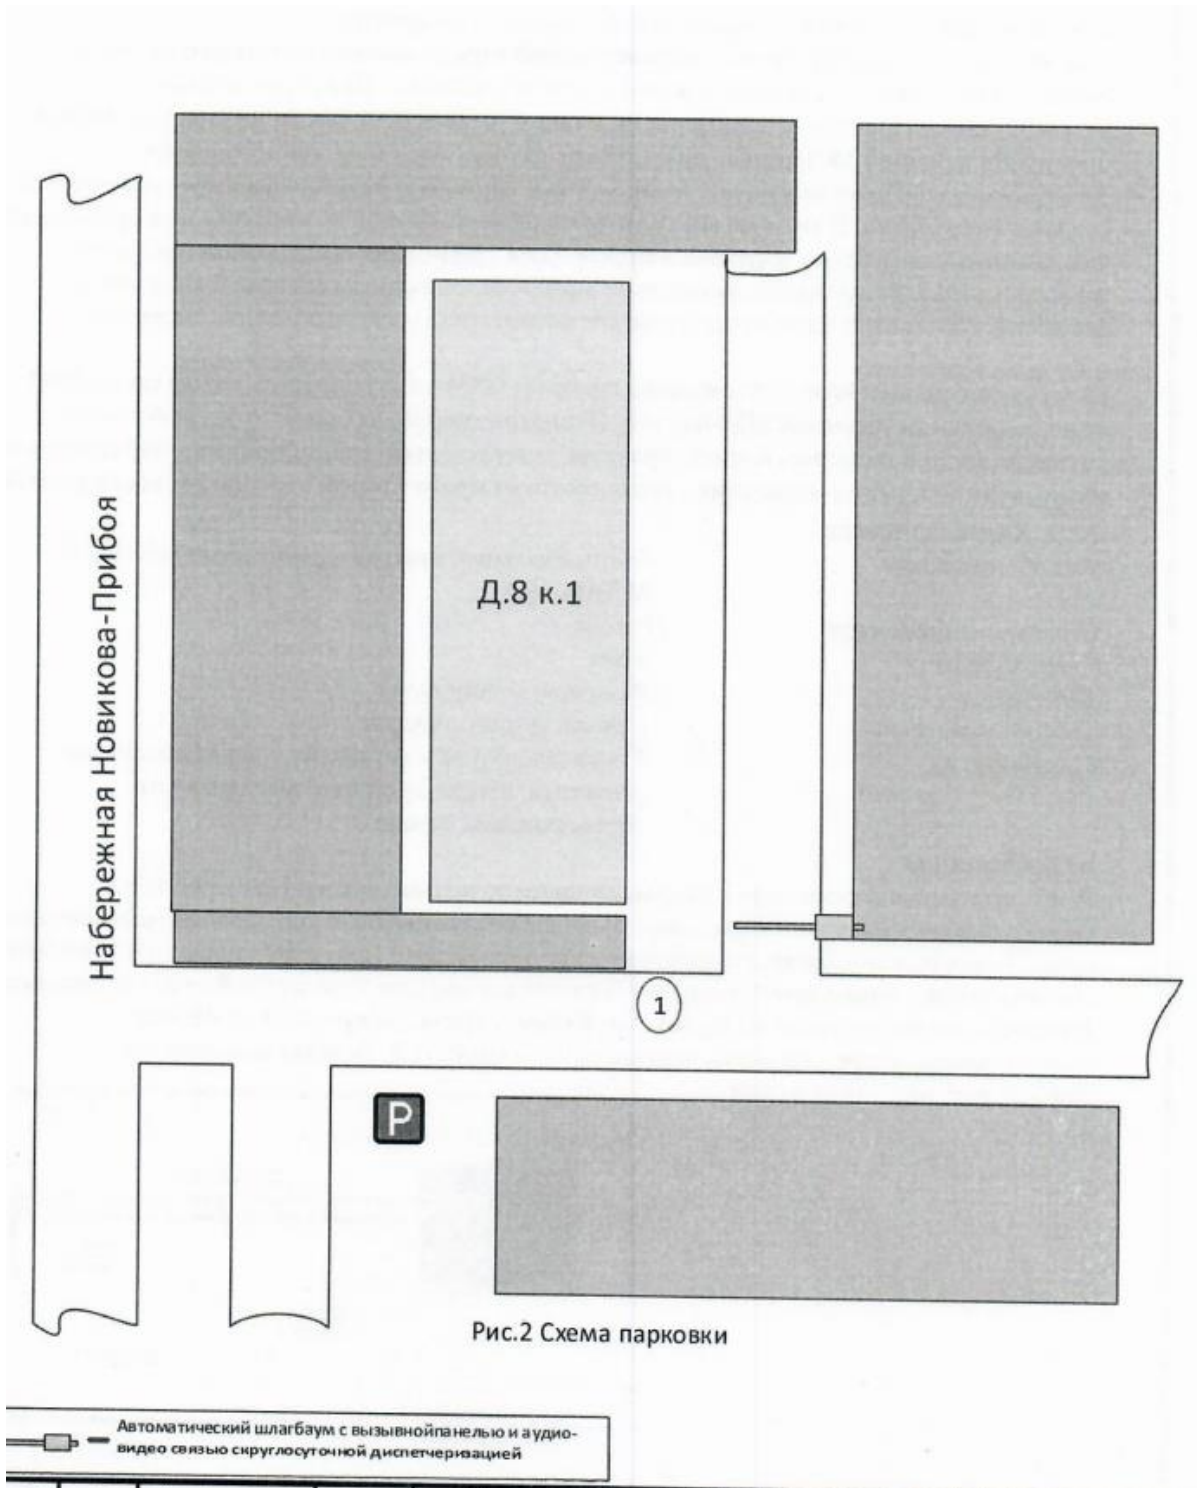 Набережная Новикова-Прибоя
Д.8 к.1
1
P
Рис.2 Схема парковки
Автоматический шлагбаум с вызывнойпанелью и аудио-
видео связью скруглосуточной диспетчеризацией